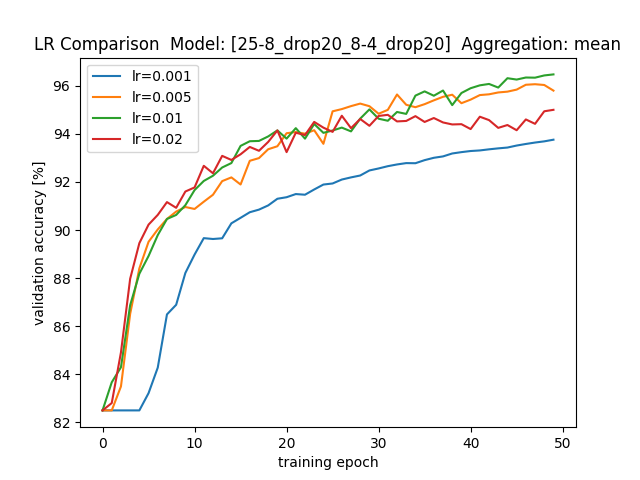 LR Comparison  Model: [25-8_drop20_8-4_drop20]  Aggregation: mean
lr=0.001
lr=0.005
lr=0.01
lr=0.02
96
94
92
90
88
86
84
82
validation accuracy [%]
0 10 20 30 40 50
training epoch